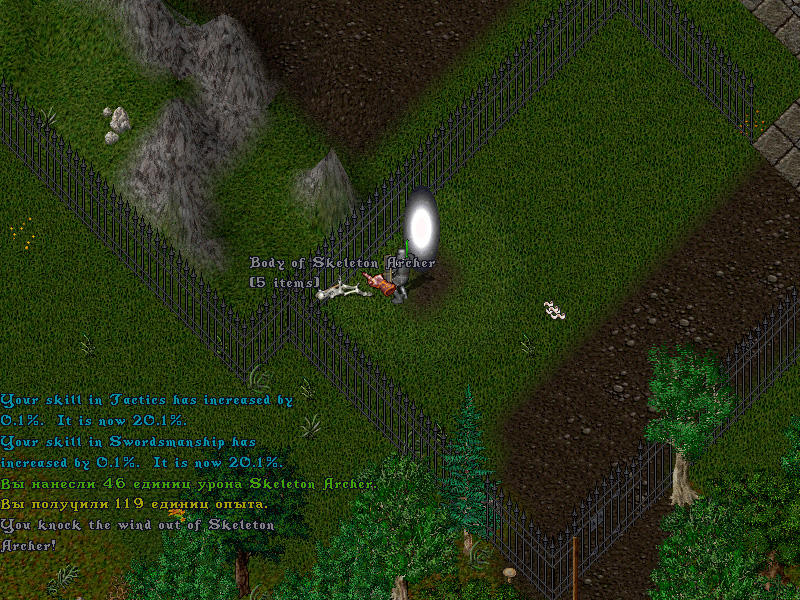 Body of Skeleton Archer
[5 items]
Your skill in Tactics has increased by
0.1%. It is now 20.1%.
Your skill in Swordsmanship has
increased by 0.1%. It is now 20.1%.
Вы нанесли 46 единиц урона Skeleton Archer.
Вы получили 119 единиц опыта.
You knock the wind out of Skeleton
Archer!